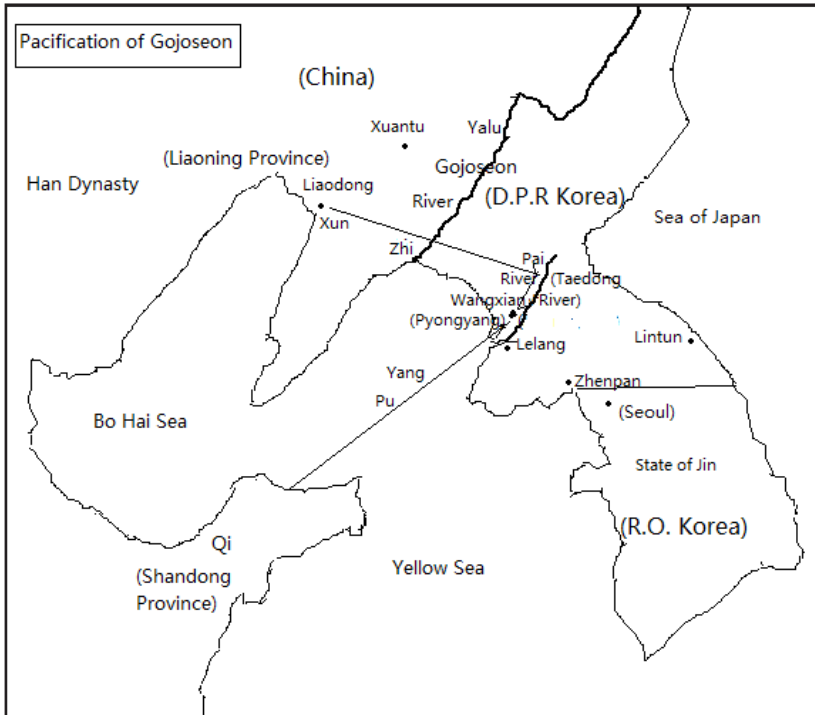 Pacification of Gojoseon
(China)
Xuantu
Yalu
(Liaoning Province)
Gojoseon
Han Dynasty
Liaodong
River
(D.P.R Korea)
Xun
Sea of Japan
Zhi
Pai
River (Taedong
Wangxian River)
(Pyongyang)
Lelang
Lintun
Yang
Zhenpan
Pu
(Seoul)
Bo Hai Sea
State of Jin
(R.O. Korea)
Qi
Yellow Sea
(Shandong
Province)